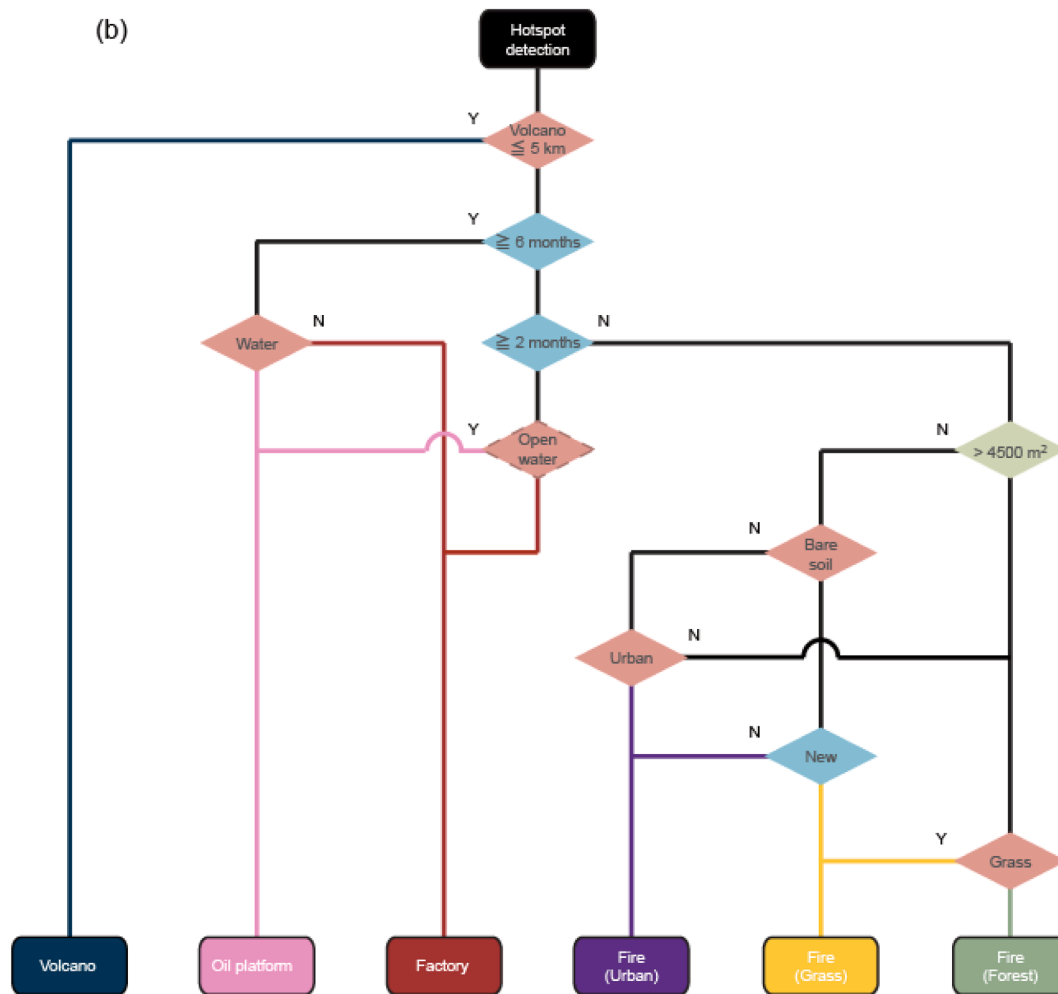 (b)
Hotspot
detection
Y
Volcano
≦ 5 km
Y
≧ 6 months
Water
N
≧ 2 months
N
Y
Open
water
N
> 4500 m²
N
Bare
soil
Urban
N
N
New
Y
Grass
Volcano
Oil platform
Factory
Fire
(Urban)
Fire
(Grass)
Fire
(Forest)